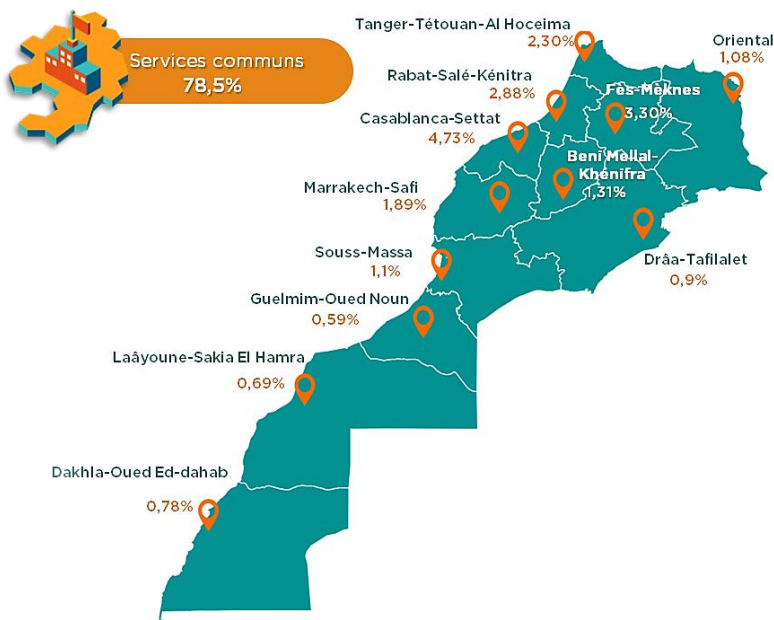 Services communs
78,5%
Tanger-Tétouan-Al Hoceima
2,30%
Oriental
1,08%
Rabat-Salé-Kénitra
2,88%
Fès-Mèknes
3,30%
Casablanca-Settat
4,73%
Beni Mellal-
Khénifra
1,31%
Marrakech-Safi
1,89%
Souss-Massa
1,1%
Drâa-Tafilalet
0,9%
Guelmim-Oued Noun
0,59%
Laâyoune-Sakia El Hamra
0,69%
Dakhla-Oued Ed-dahab
0,78%